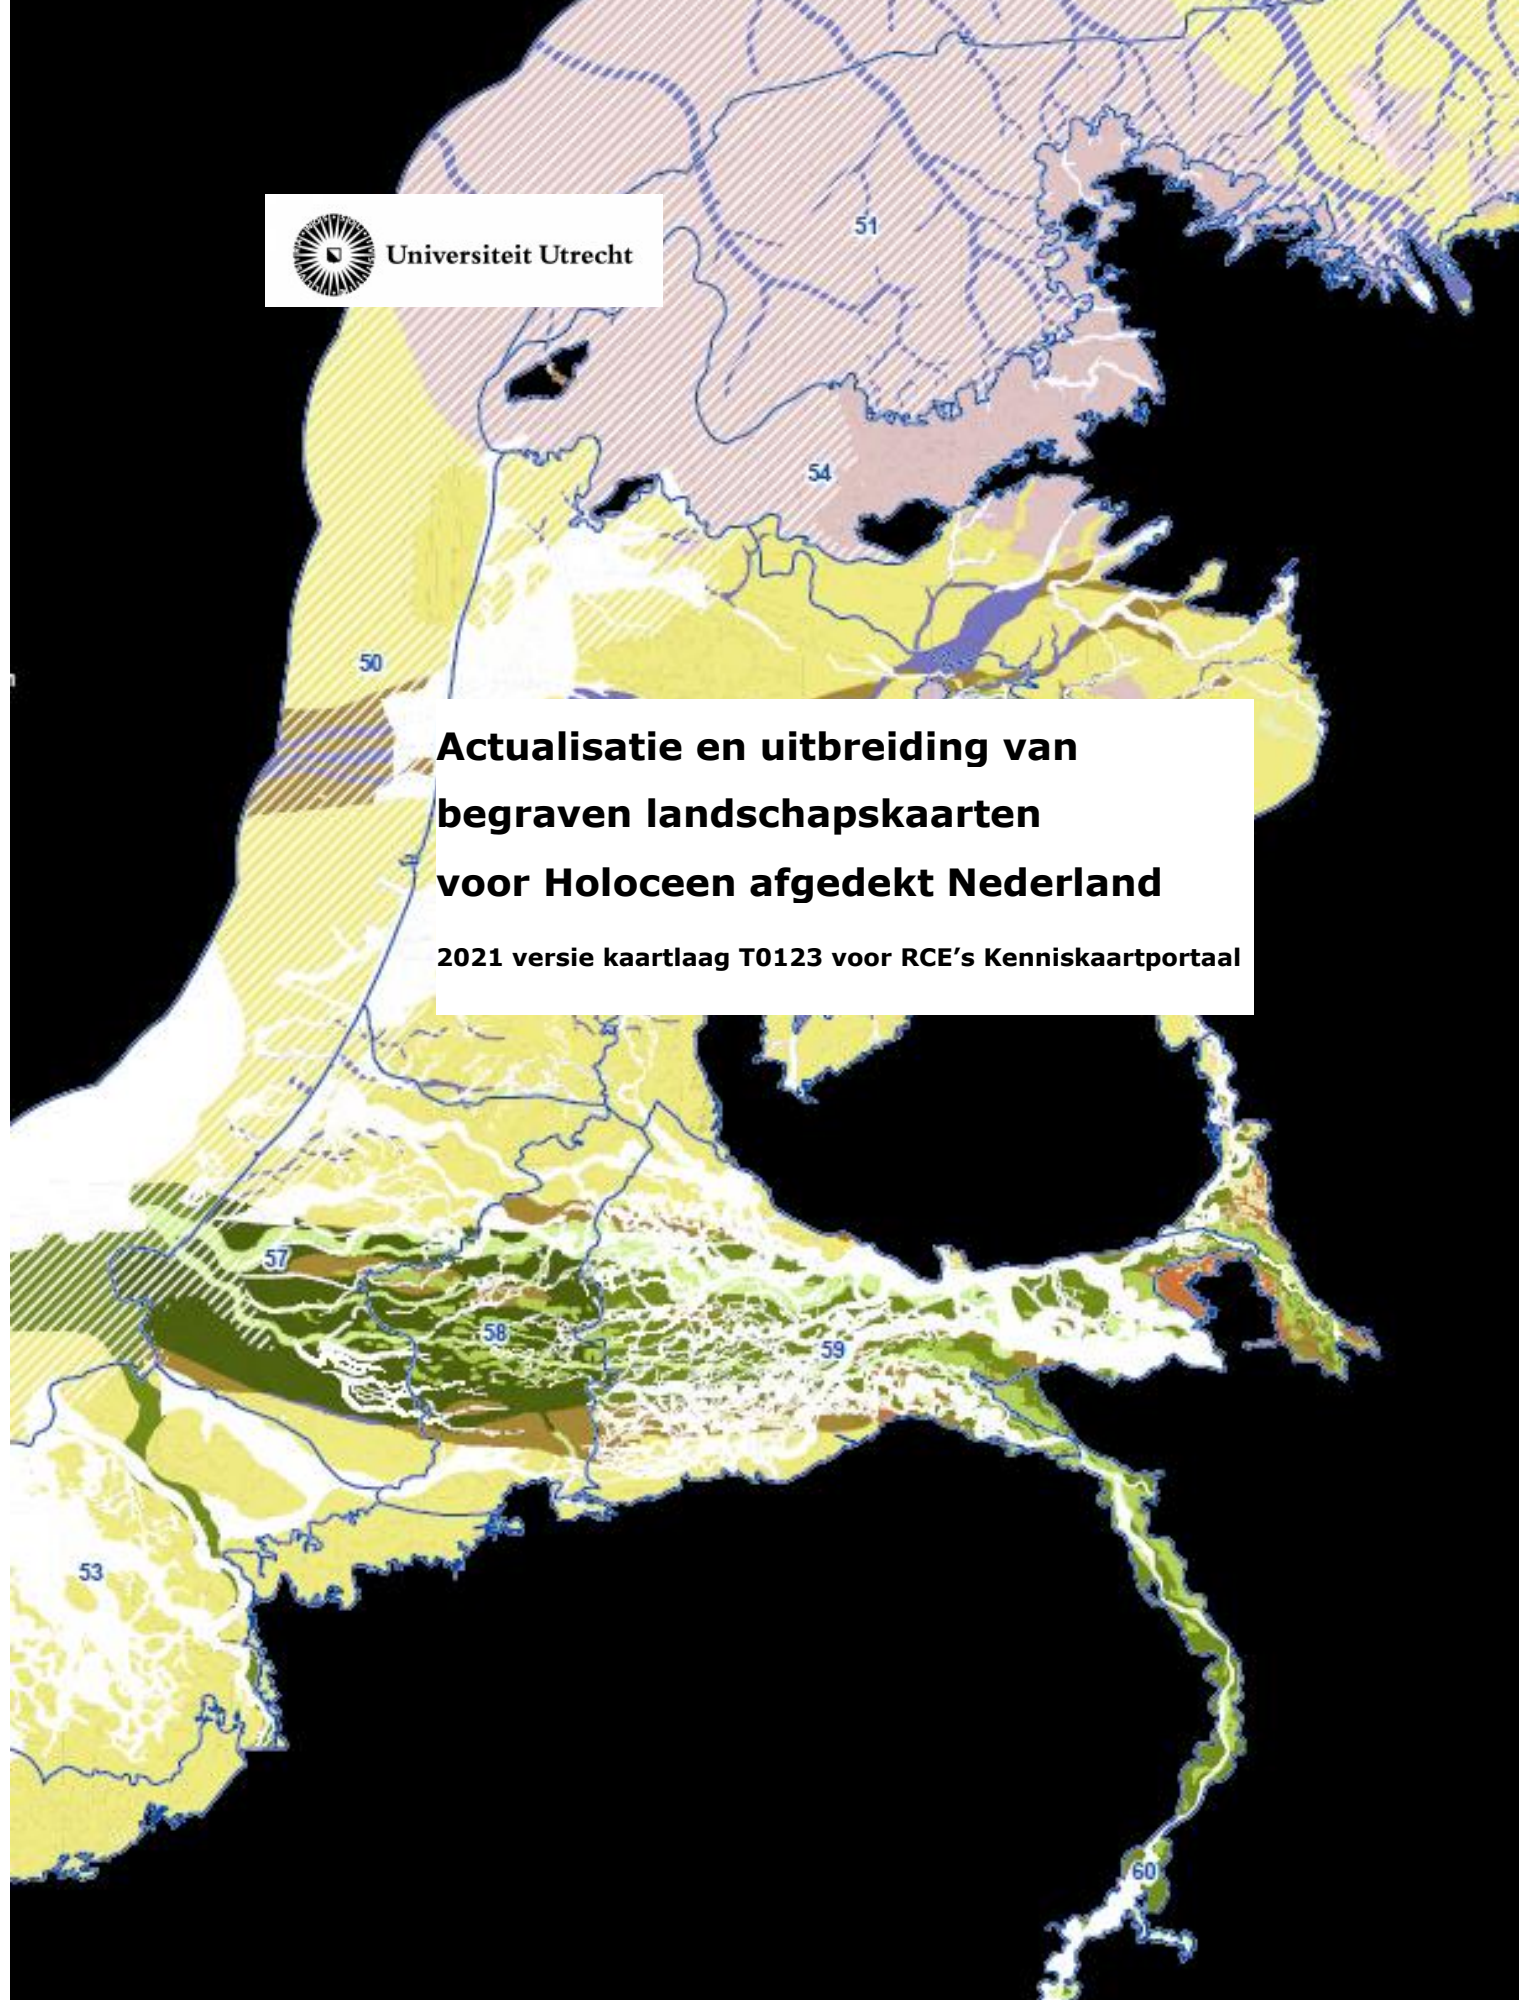 51
Universiteit Utrecht
54
50
Actualisatie en uitbreiding van
begraven landschapskaarten
voor Holoceen afgedekt Nederland
2021 versie kaartlaag T0123 voor RCE's Kenniskaartportaal
57
58
59
53
60